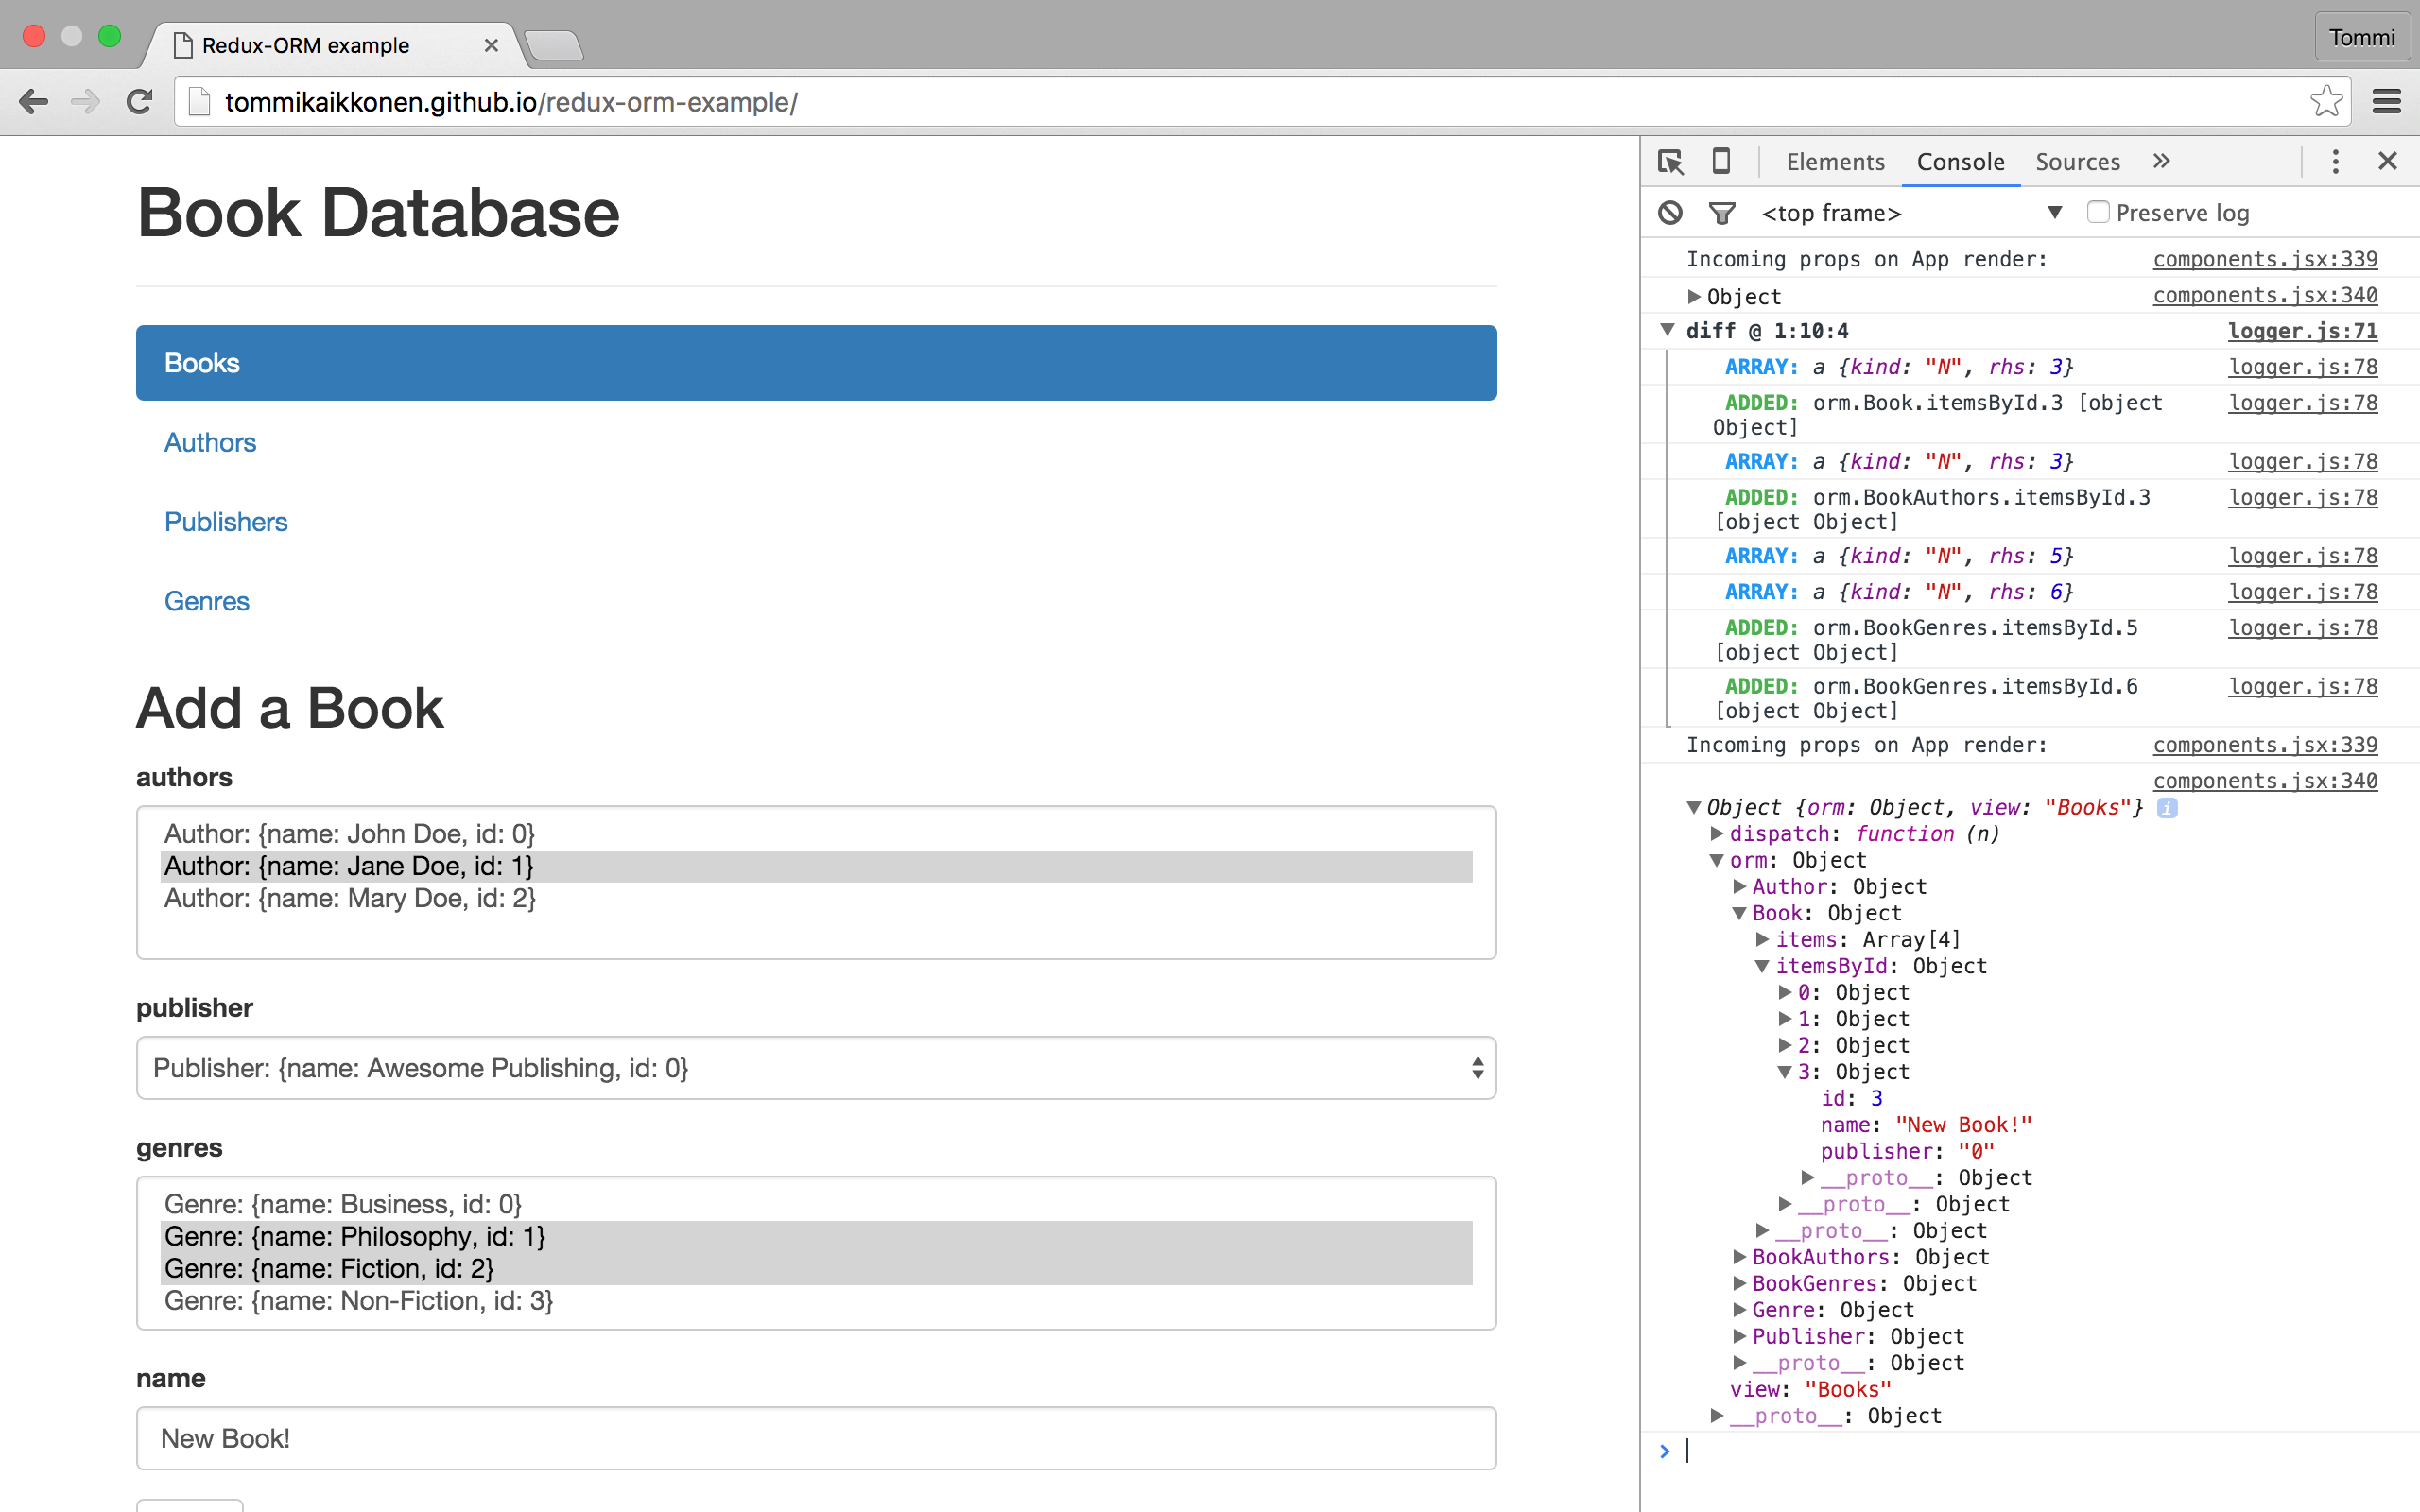 Redux-ORM example
Tommi
tommikaikkonen.github.io/redux-orm-example/
Book Database
Books
Authors
Publishers
Genres
Add a Book
authors
Author: {name: John Doe, id: 0}
Author: {name: Jane Doe, id: 1}
Author: {name: Mary Doe, id: 2}
publisher
Publisher: {name: Awesome Publishing, id: 0}
genres
Genre: {name: Business, id: 0}
Genre: {name: Philosophy, id: 1}
Genre: {name: Fiction, id: 2}
Genre: {name: Non-Fiction, id: 3}
name
New Book!
Elements Console Sources »
<top frame> Preserve log
Incoming props on App render: components.jsx:339
Object components.jsx:340
diff @ 1:10:4 logger.js:71
ARRAY: a {kind: "N", rhs: 3} logger.js:78
ADDED: orm.Book.itemsById.3 [object logger.js:78
Object]
ARRAY: a {kind: "N", rhs: 3} logger.js:78
ADDED: orm.BookAuthors.itemsById.3 logger.js:78
[object Object]
ARRAY: a {kind: "N", rhs: 5} logger.js:78
ARRAY: a {kind: "N", rhs: 6} logger.js:78
ADDED: orm.BookGenres.itemsById.5 logger.js:78
[object Object]
ADDED: orm.BookGenres.itemsById.6 logger.js:78
[object Object]
Incoming props on App render: components.jsx:339
components.jsx:340
Object {orm: Object, view: "Books"} i
dispatch: function (n)
orm: Object
Author: Object
Book: Object
items: Array[4]
itemsById: Object
0: Object
1: Object
2: Object
3: Object
id: 3
name: "New Book!"
publisher: "0"
__proto__: Object
__proto__: Object
__proto__: Object
BookAuthors: Object
BookGenres: Object
Genre: Object
Publisher: Object
__proto__: Object
view: "Books"
__proto__: Object
>